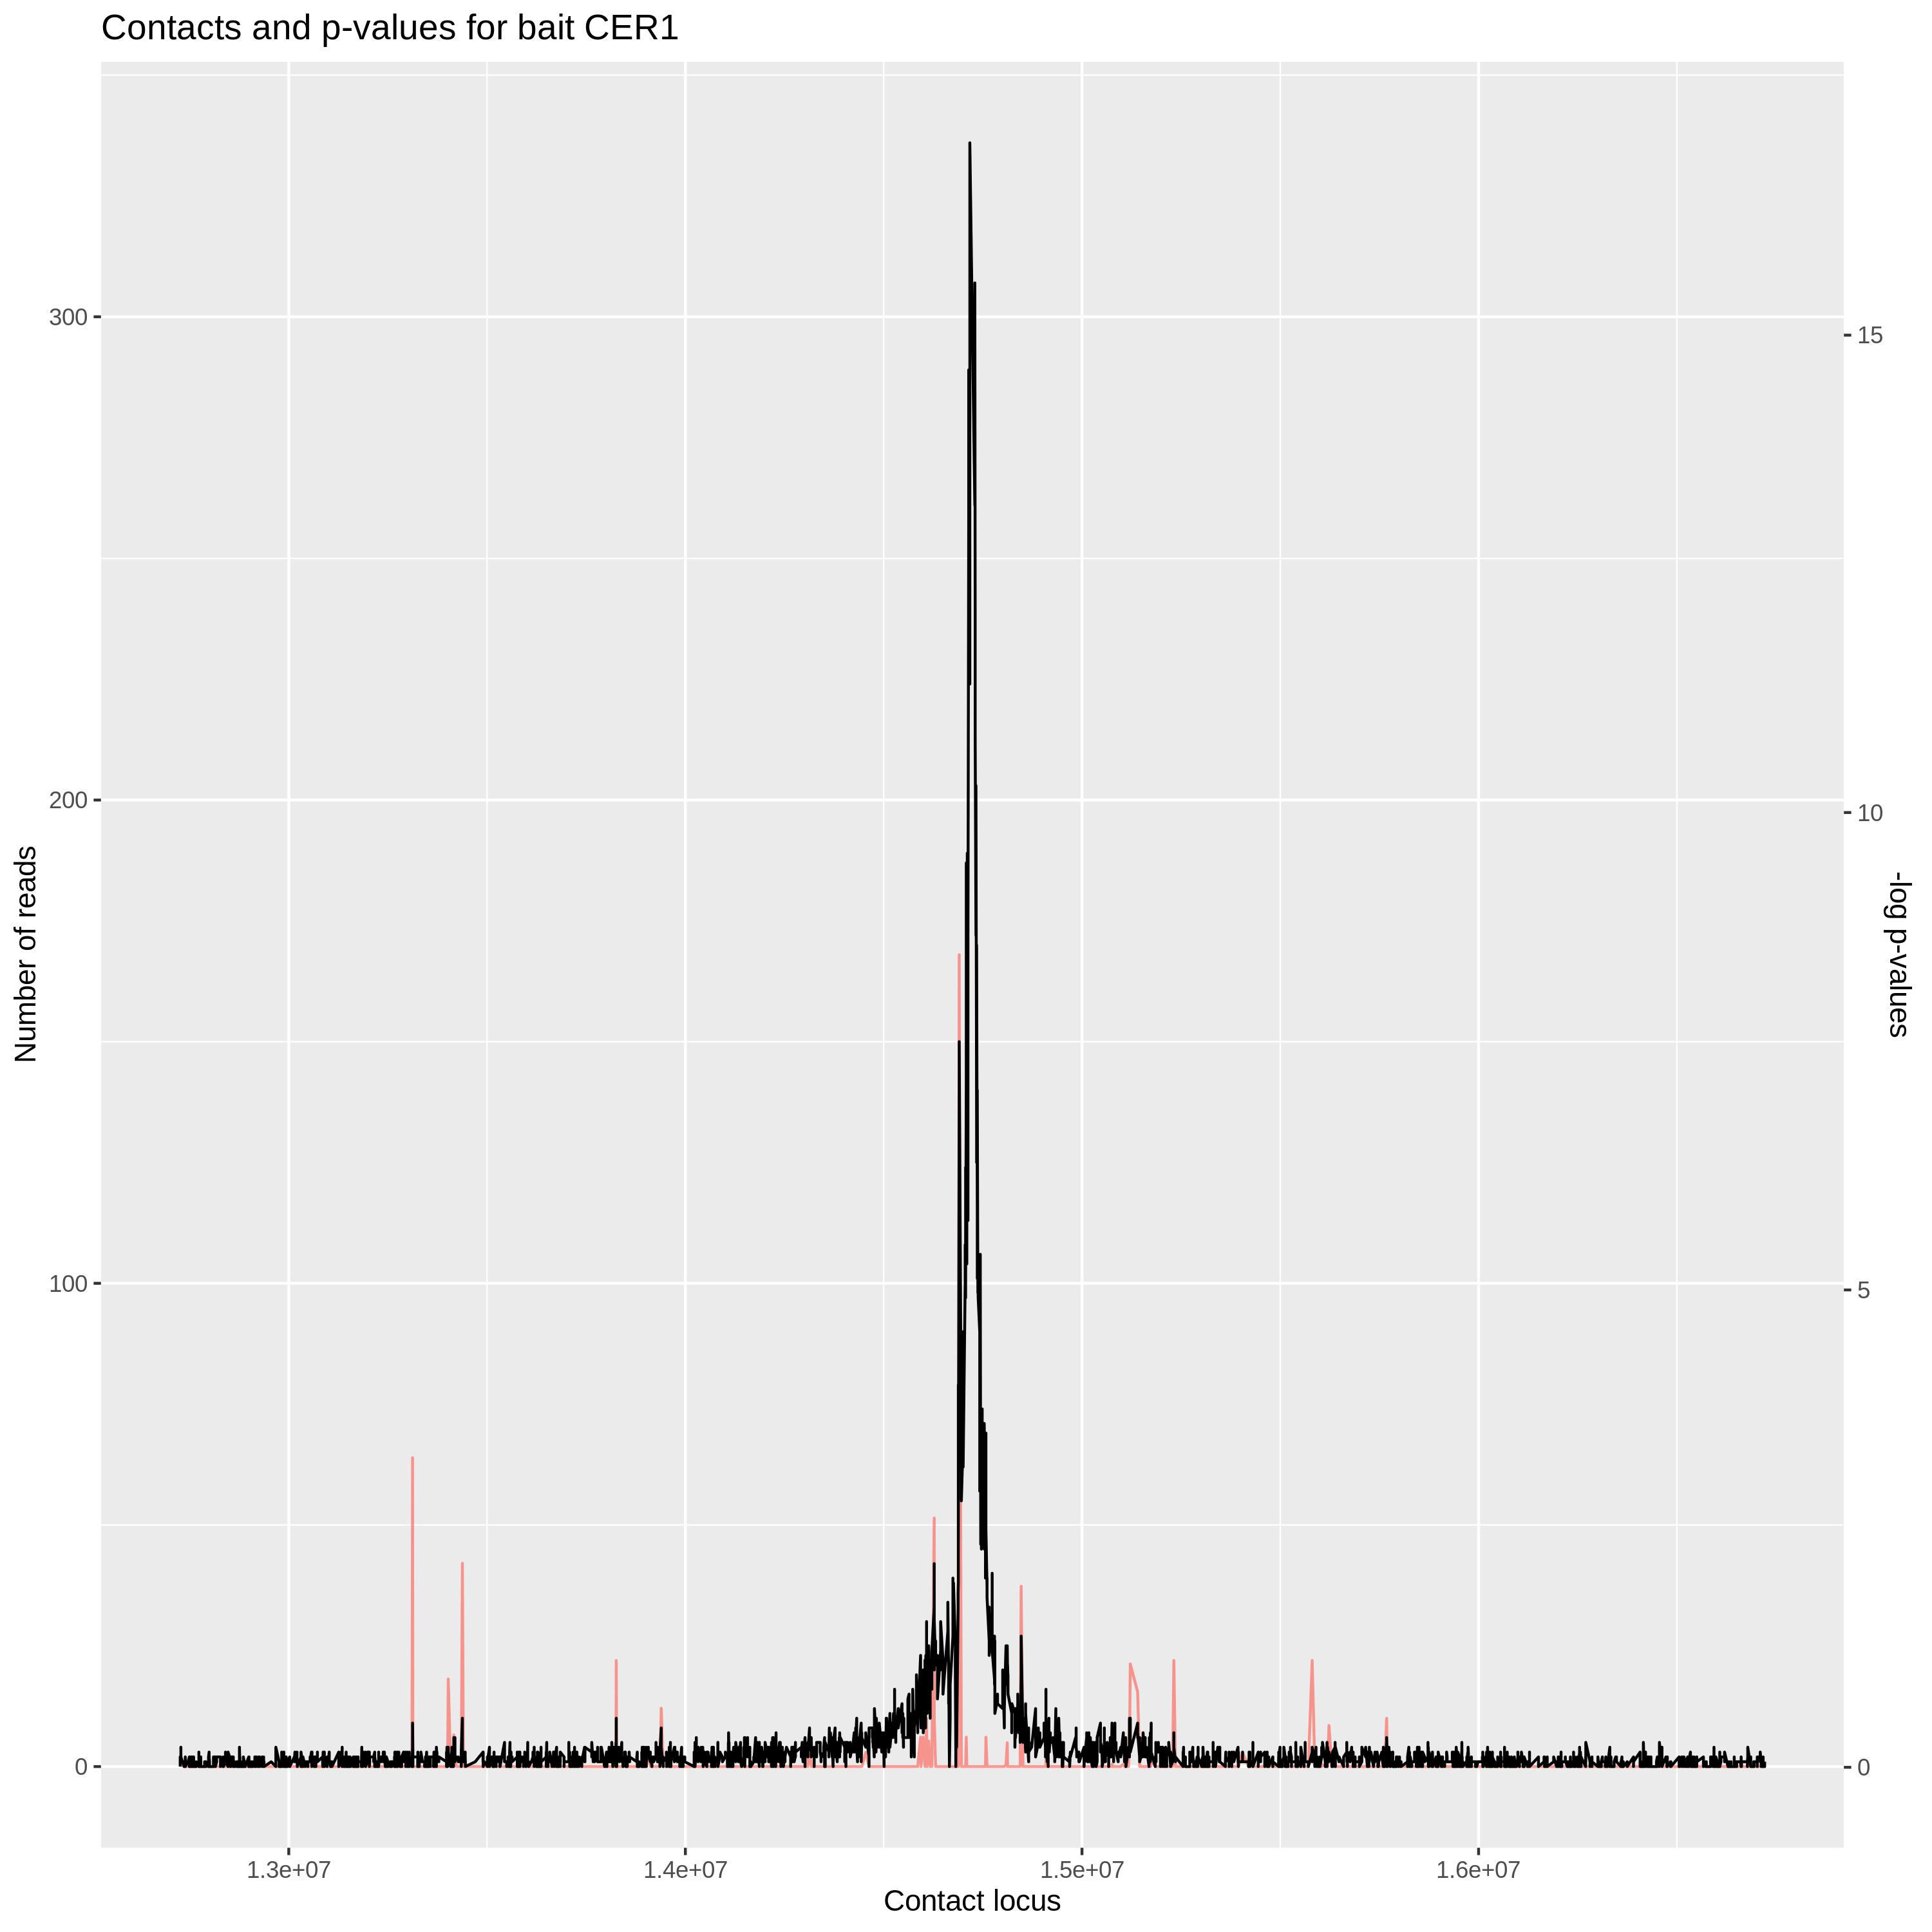 Contacts and p-values for bait CER1
300
200
100
0
Number of reads
15
10
5
0
-log p-values
1.3e+07
1.4e+07
1.5e+07
1.6e+07
Contact locus